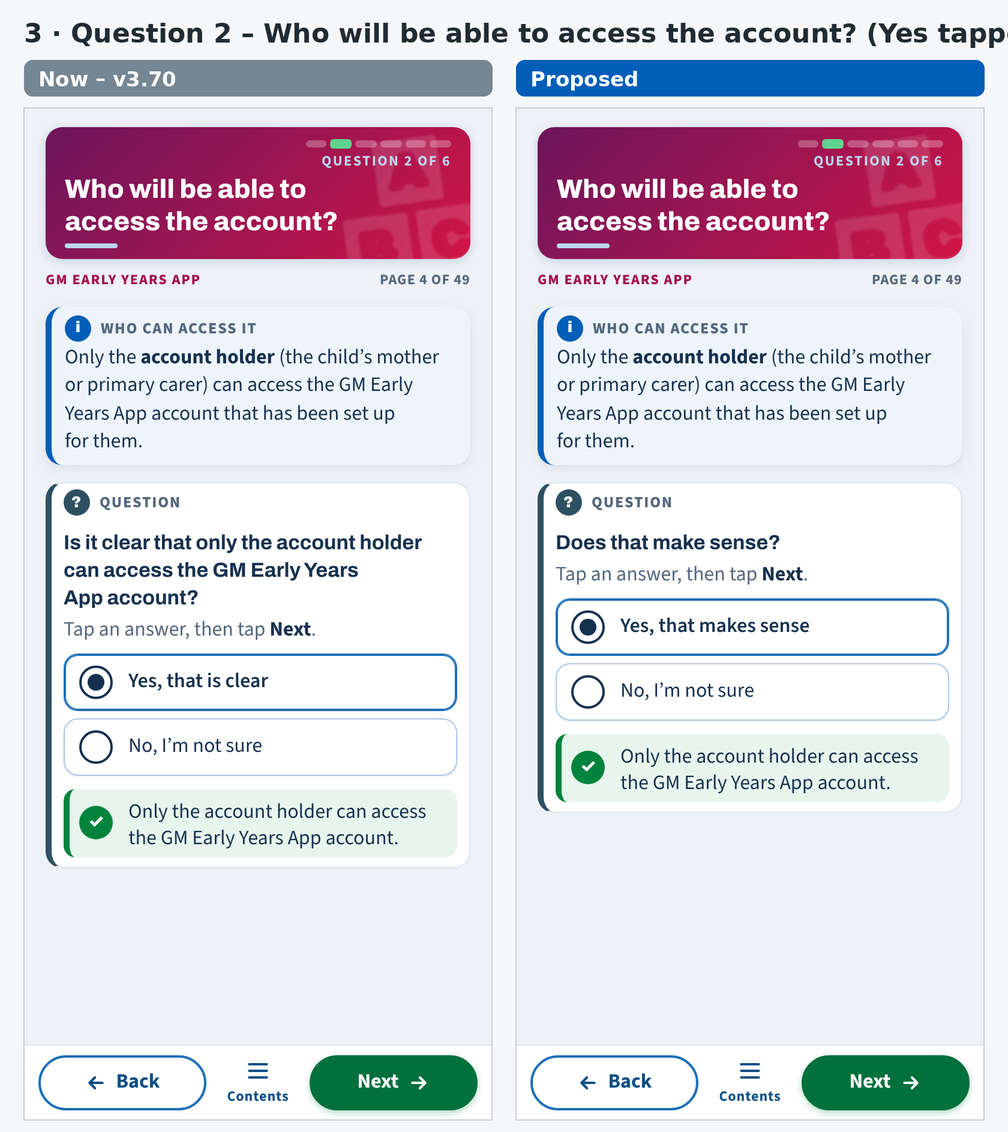 3 · Question 2 – Who will be able to access the account? (Yes tapp
Now – v3.70
QUESTION 2 OF 6
Who will be able to
access the account?
GM EARLY YEARS APP
PAGE 4 OF 49
i WHO CAN ACCESS IT
Only the account holder (the child’s mother
or primary carer) can access the GM Early
Years App account that has been set up
for them.
? QUESTION
Is it clear that only the account holder
can access the GM Early Years
App account?
Tap an answer, then tap Next.
Yes, that is clear
No, I’m not sure
Only the account holder can access
the GM Early Years App account.
← Back
Contents
Next →
Proposed
QUESTION 2 OF 6
Who will be able to
access the account?
GM EARLY YEARS APP
PAGE 4 OF 49
i WHO CAN ACCESS IT
Only the account holder (the child’s mother
or primary carer) can access the GM Early
Years App account that has been set up
for them.
? QUESTION
Does that make sense?
Tap an answer, then tap Next.
Yes, that makes sense
No, I’m not sure
Only the account holder can access
the GM Early Years App account.
← Back
Contents
Next →